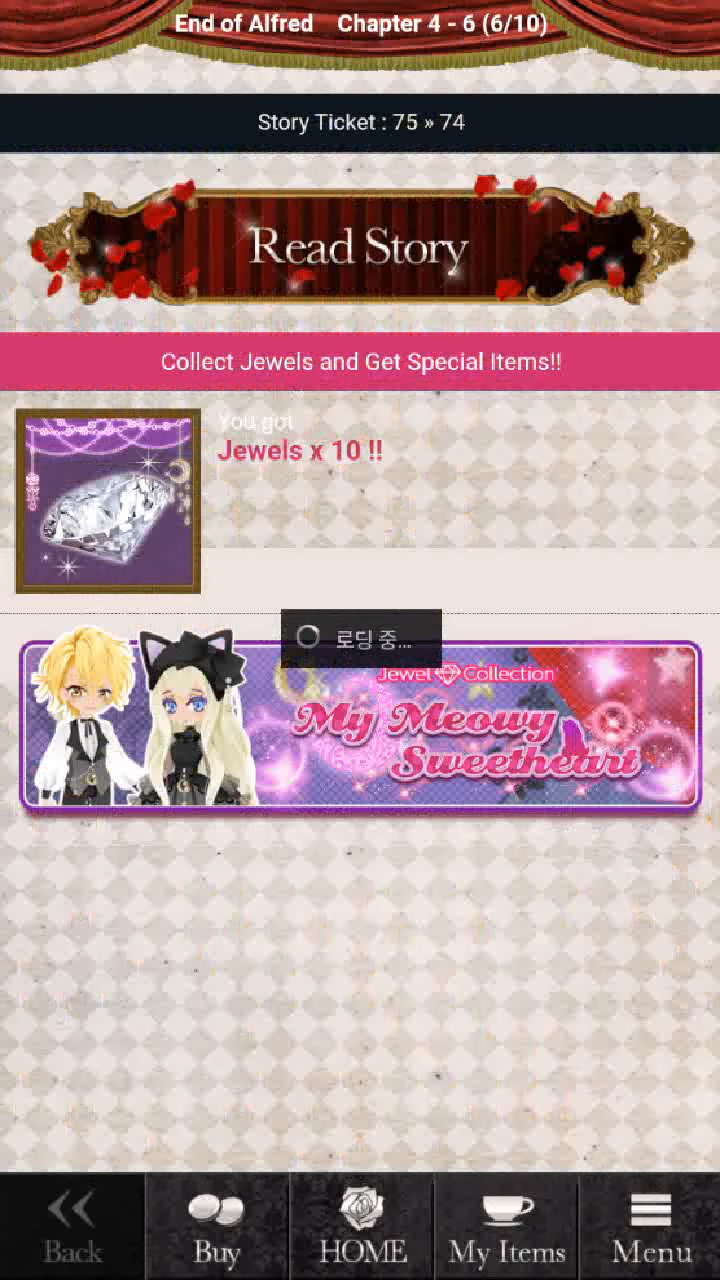 End of Alfred Chapter 4 - 6 (6/10)
Story Ticket : 75 » 74
Read Story
Collect Jewels and Get Special Items!!
You got
Jewels x 10 !!
로딩 중...
Jewel Collection
My Meowy
Sweetheart
Back
Buy
HOME
My Items
Menu